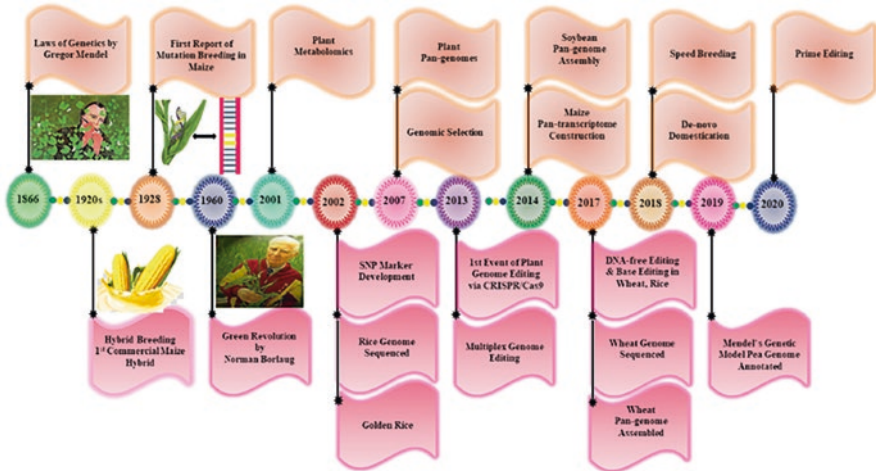 Laws of Genetics by
Gregor Mendel
First Report of
Mutation Breeding in
Maize
Plant
Metabolomics
Plant
Pan-genomes
Genomic Selection
Soybean
Pan-genome
Assembly
Maize
Pan-transcriptome
Construction
Speed Breeding
De-novo
Domestication
Prime Editing
1866
1920s
1928
1960
2001
2002
2007
2013
2014
2017
2018
2019
2020
Hybrid Breeding
1st Commercial Maize
Hybrid
Green Revolution
by
Norman Borlaug
SNP Marker
Development
Rice Genome
Sequenced
Golden Rice
1st Event of Plant
Genome Editing
via CRISPR/Cas9
Multiplex Genome
Editing
DNA-free Editing
& Base Editing in
Wheat, Rice
Wheat Genome
Sequenced
Wheat
Pan-genome
Assembled
Mendel's Genetic
Model Pea Genome
Annotated